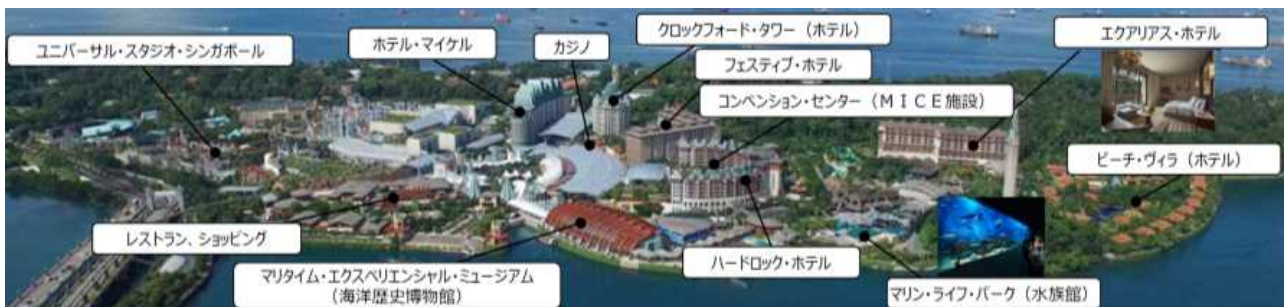 ユニバーサル・スタジオ・シンガポール
ホテル・マイケル
カジノ
クロックフォード・タワー（ホテル）
フェスティブ・ホテル
コンベンション・センター（ＭＩＣＥ施設）
エクアリアス・ホテル
ビーチ・ヴィラ（ホテル）
レストラン、ショッピング
マリタイム・エクスペリエンシャル・ミュージアム
（海洋歴史博物館）
ハードロック・ホテル
マリン・ライフ・パーク（水族館）